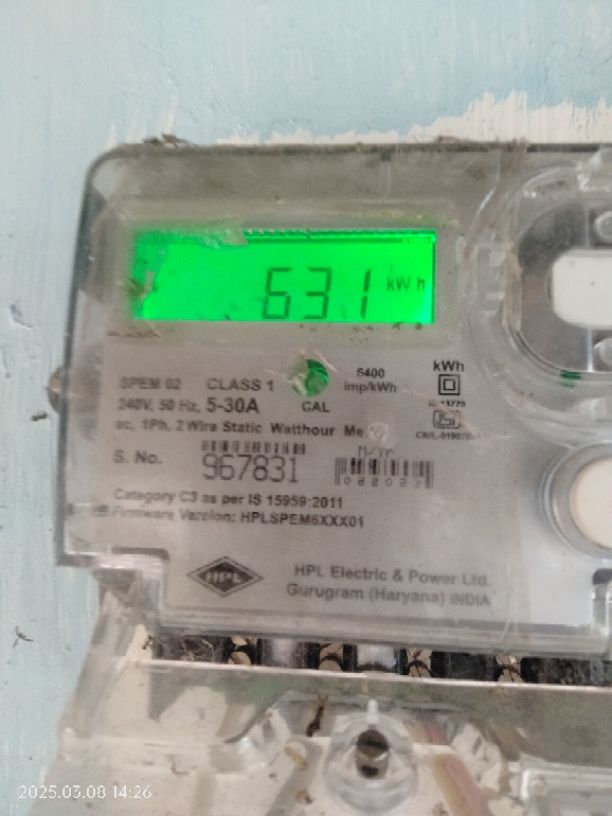 631 kWh
SPEM 02 CLASS 1 6400 kWh
imp/kWh
240V, 50 Hz, 5-30A CAL
ac, 1Ph, 2 Wire Static Watthour
S. No. 967831 M/Yr
022023
Category C3 as per IS 15959:2011
Firmware Version: HPLSPEM6XXX01
HPL HPL Electric & Power Ltd.
Gurugram (Haryana) INDIA
2025.03.08 14:26